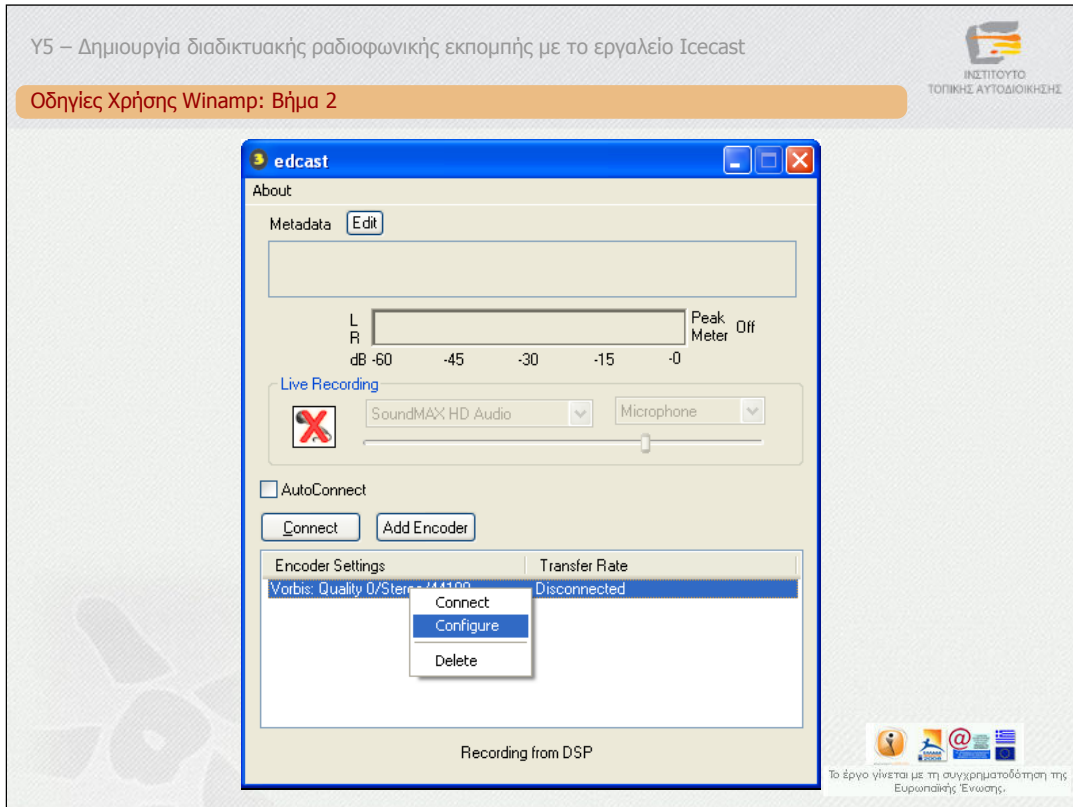 Υ5 – Δημιουργία διαδικτυακής ραδιοφωνικής εκπομπής με το εργαλείο Icecast
ΙΝΣΤΙΤΟΥΤΟ
ΤΟΠΙΚΗΣ ΑΥΤΟΔΙΟΙΚΗΣΗΣ
Οδηγίες Χρήσης Winamp: Βήμα 2
edcast
About
Metadata Edit
L
R
Peak
Meter Off
dB -60 -45 -30 -15 -0
Live Recording
SoundMAX HD Audio Microphone
AutoConnect
Connect Add Encoder
Encoder Settings Transfer Rate
Vorbis: Quality 0/Stereo/44100 Disconnected
Connect
Configure
Delete
Recording from DSP
Το έργο γίνεται με τη συγχρηματοδότηση της
Ευρωπαϊκής Ένωσης.